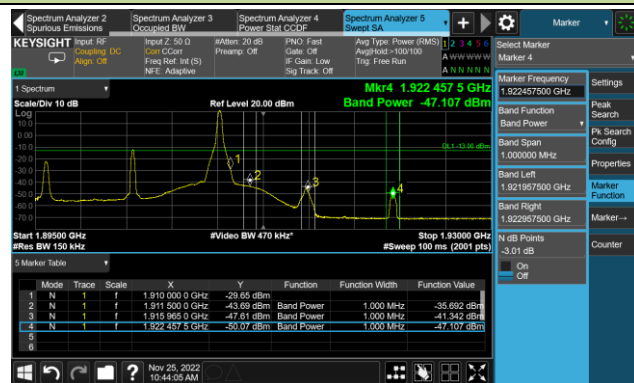 Spectrum Analyzer 2
Spurious Emissions
Spectrum Analyzer 3
Occupied BW
Spectrum Analyzer 4
Power Stat CCDF
Spectrum Analyzer 5
Swept SA
Marker
KEYSIGHT
Input: RF
Coupling: DC
Align: Off
Input Z: 50 Ω
Corr CCorr
Freq Ref: Int (S)
NFE: Adaptive
#Atten: 20 dB
Preamp: Off
PNO: Fast
Gate: Off
IF Gain: Low
Sig Track: Off
Avg Type: Power (RMS)
Avg|Hold:>100/100
Trig: Free Run
1 2 3 4 5 6
A W W W W W
A N N N N N
Select Marker
Marker 4
1 Spectrum
Scale/Div 10 dB
Ref Level 20.00 dBm
Mkr4 1.922 457 5 GHz
Band Power -47.107 dBm
Log
10.0
0.00
-10.0
-20.0
-30.0
-40.0
-50.0
-60.0
-70.0
DL1 -13.00 dBm
1
2
3
4
Start 1.89500 GHz
#Res BW 150 kHz
#Video BW 470 kHz*
Stop 1.93000 GHz
#Sweep 100 ms (2001 pts)
Marker Frequency
1.922457500 GHz
Band Function
Band Power
Band Span
1.000000 MHz
Band Left
1.921957500 GHz
Band Right
1.922957500 GHz
N dB Points
-3.01 dB
On
Off
Settings
Peak Search
Pk Search Config
Properties
Marker Function
Marker→
Counter
5 Marker Table
Mode Trace Scale X Y Function Function Width Function Value
1 N 1 f 1.910 000 0 GHz -29.65 dBm
2 N 1 f 1.911 500 0 GHz -43.69 dBm Band Power 1.000 MHz -35.692 dBm
3 N 1 f 1.915 965 0 GHz -47.61 dBm Band Power 1.000 MHz -41.342 dBm
4 N 1 f 1.922 457 5 GHz -50.07 dBm Band Power 1.000 MHz -47.107 dBm
5
6
Nov 25, 2022
10:44:05 AM